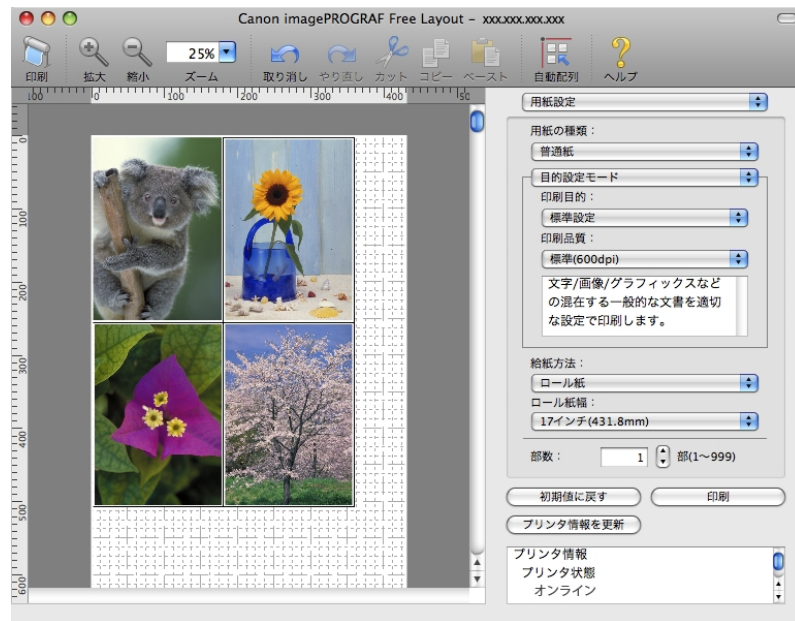 Canon imagePROGRAF Free Layout – xxx.xxx.xxx.xxx
25%
印刷 拡大 縮小 ズーム 取り消し やり直し カット コピー ペースト 自動配列 ヘルプ
100 0 100 200 300 400
0
100
200
300
400
500
600
用紙設定
用紙の種類：
普通紙
目的設定モード
印刷目的：
標準設定
印刷品質：
標準(600dpi)
文字/画像/グラフィックスなど
の混在する一般的な文書を適切
な設定で印刷します。
給紙方法：
ロール紙
ロール紙幅：
17インチ(431.8mm)
部数： 1 部(1〜999)
初期値に戻す 印刷
プリンタ情報を更新
プリンタ情報
プリンタ状態
オンライン